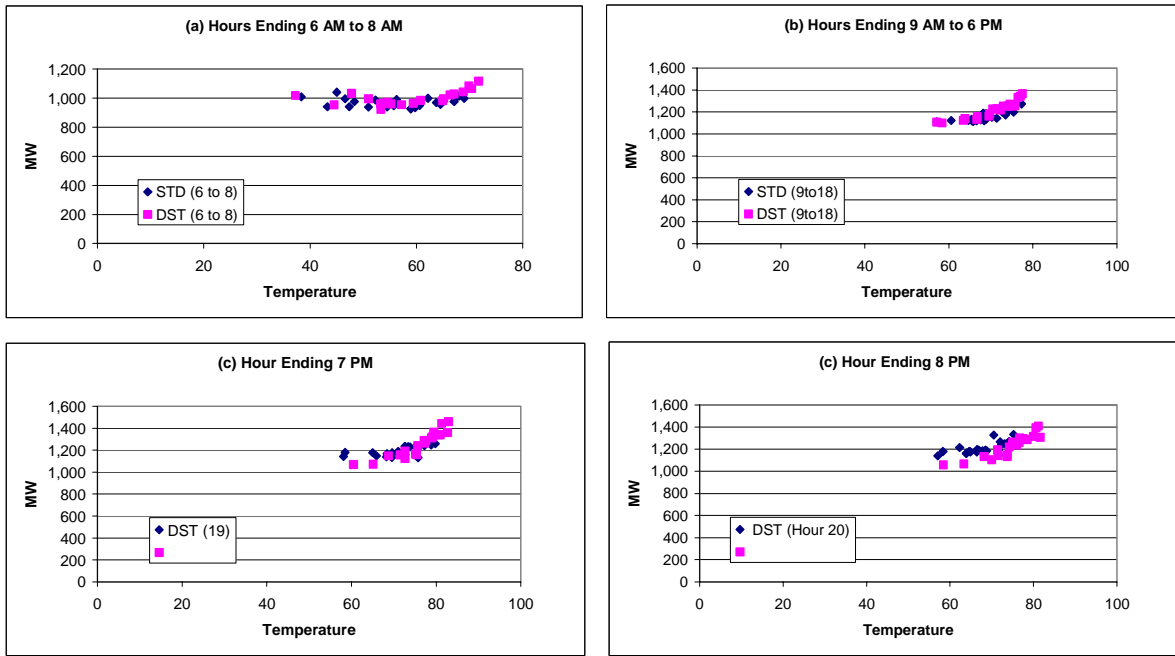 (a) Hours Ending 6 AM to 8 AM
1,200
1,000
800
600
400
200
0
MW
STD (6 to 8)
DST (6 to 8)
0 20 40 60 80
Temperature
(b) Hours Ending 9 AM to 6 PM
1,600
1,400
1,200
1,000
800
600
400
200
0
MW
STD (9to18)
DST (9to18)
0 20 40 60 80 100
Temperature
(c) Hour Ending 7 PM
1,600
1,400
1,200
1,000
800
600
400
200
0
MW
DST (19)
0 20 40 60 80 100
Temperature
(c) Hour Ending 8 PM
1,600
1,400
1,200
1,000
800
600
400
200
0
MW
DST (Hour 20)
0 20 40 60 80 100
Temperature